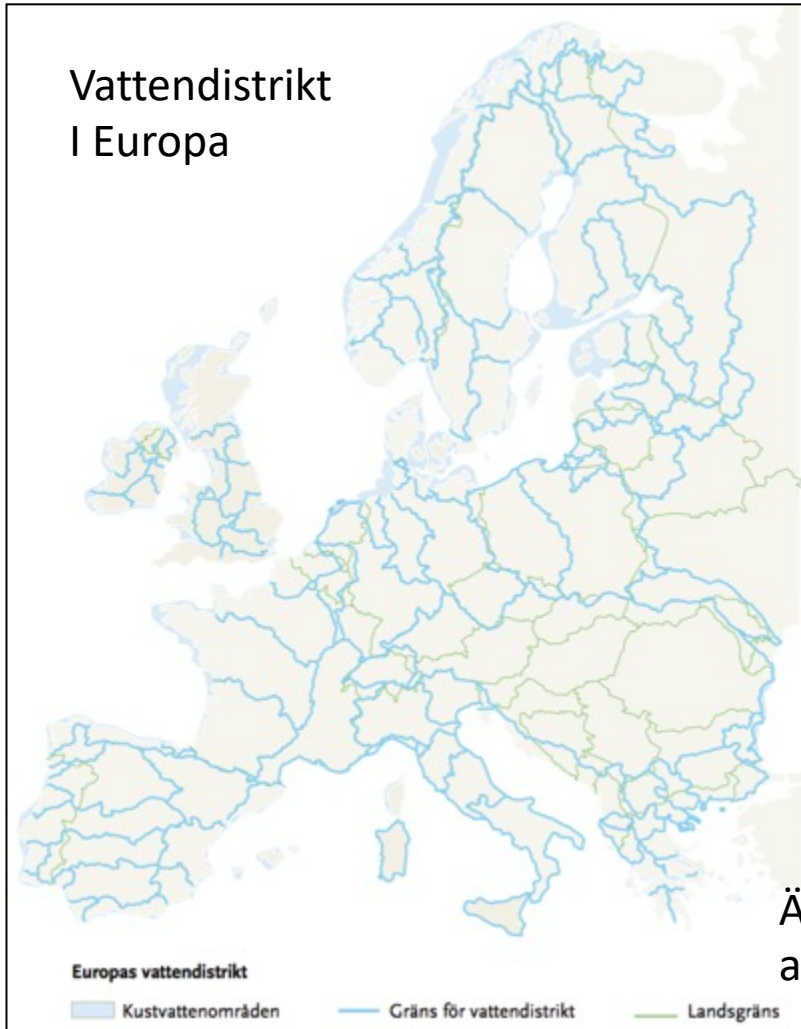 Vattendistrikt
I Europa
Ä
a
Europas vattendistrikt
Kustvattenområden Gräns för vattendistrikt Landsgräns